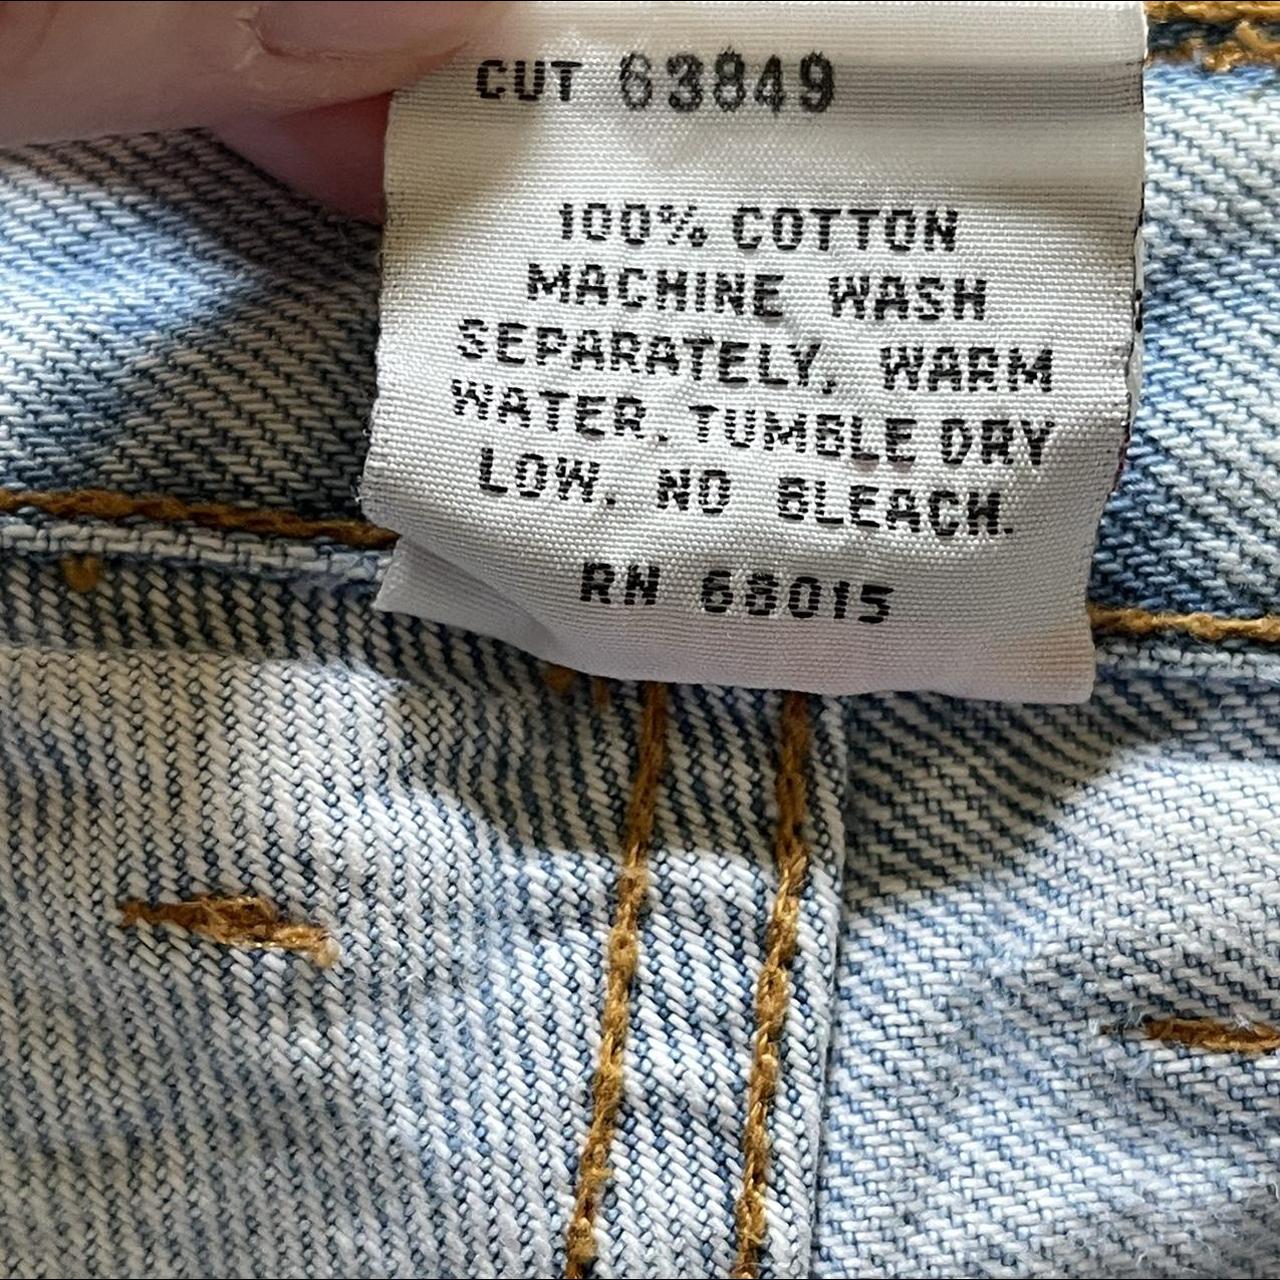 CUT 63849
100% COTTON
MACHINE WASH
SEPARATELY, WARM
WATER. TUMBLE DRY
LOW. NO BLEACH.
RN 68015